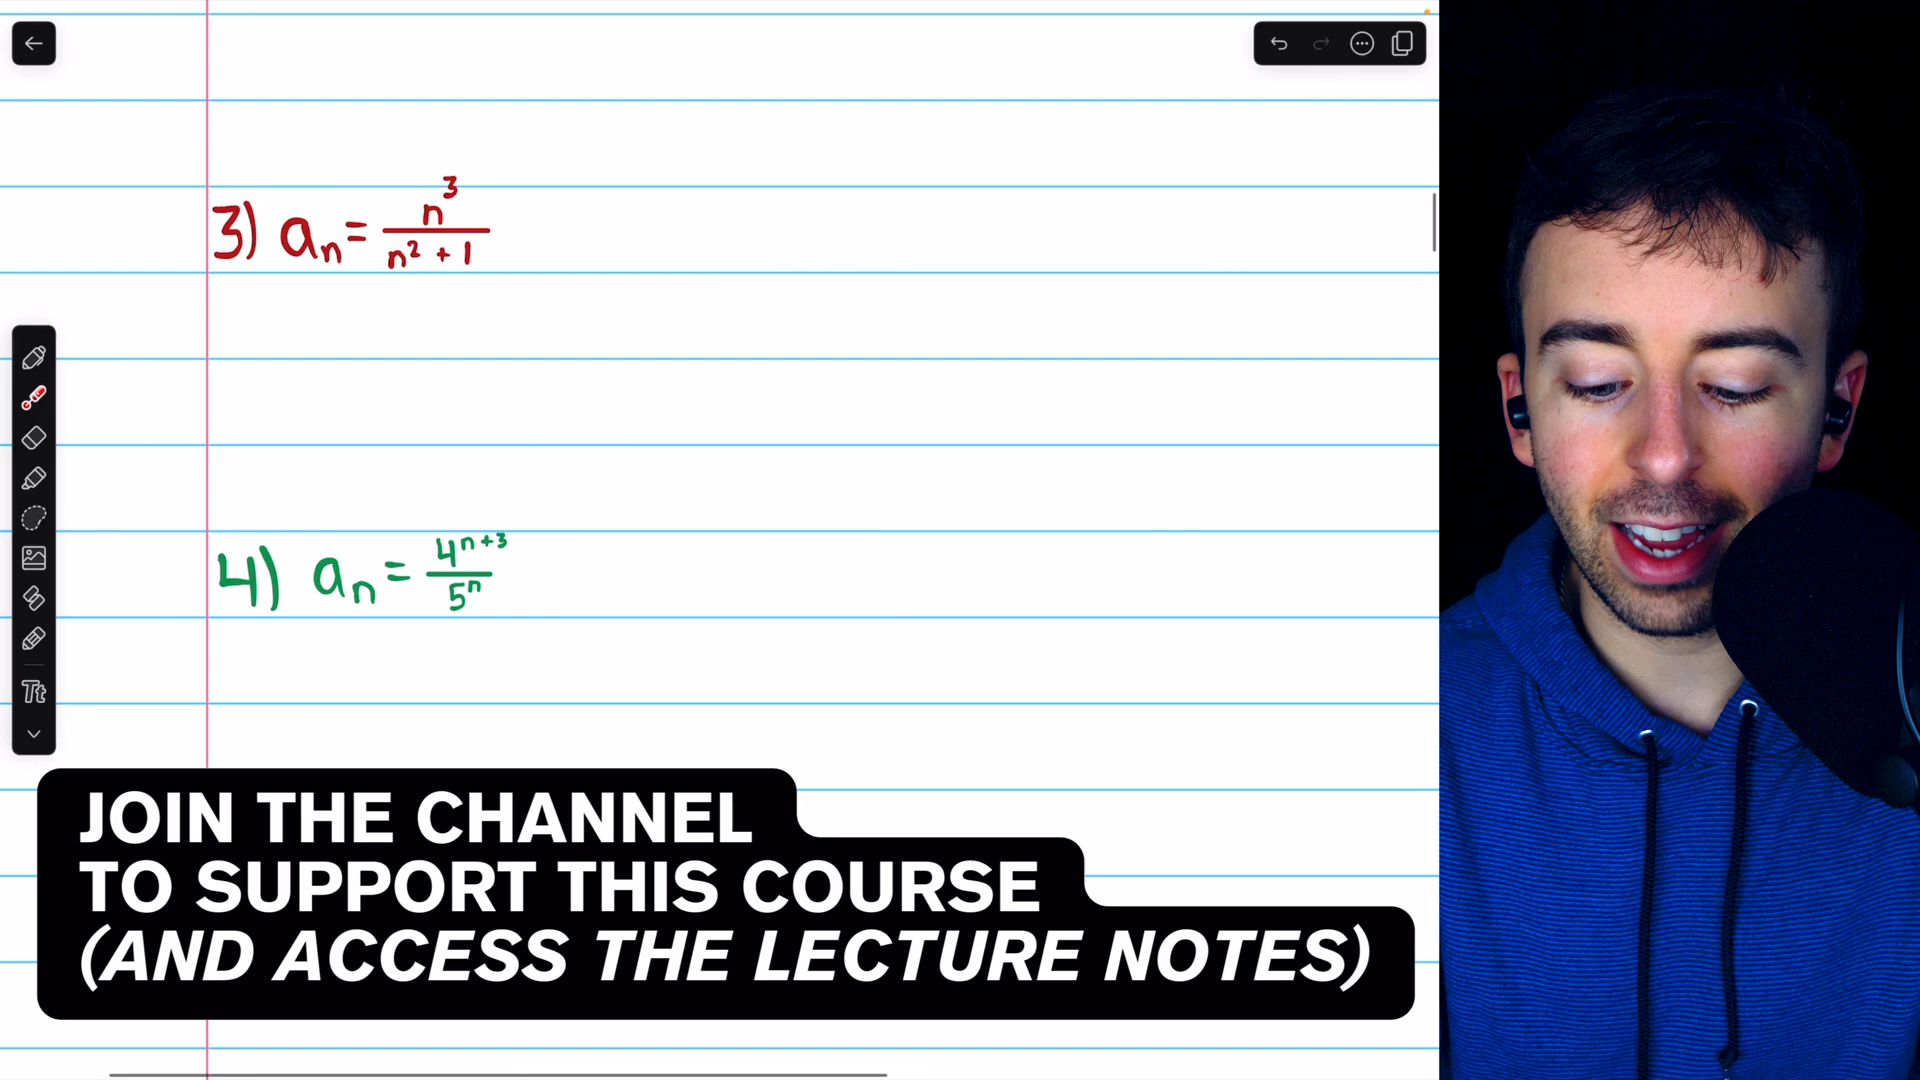 3) aₙ = n³/(n² + 1)
4) aₙ = 4ⁿ⁺³/5ⁿ
Tt
JOIN THE CHANNEL
TO SUPPORT THIS COURSE
(AND ACCESS THE LECTURE NOTES)